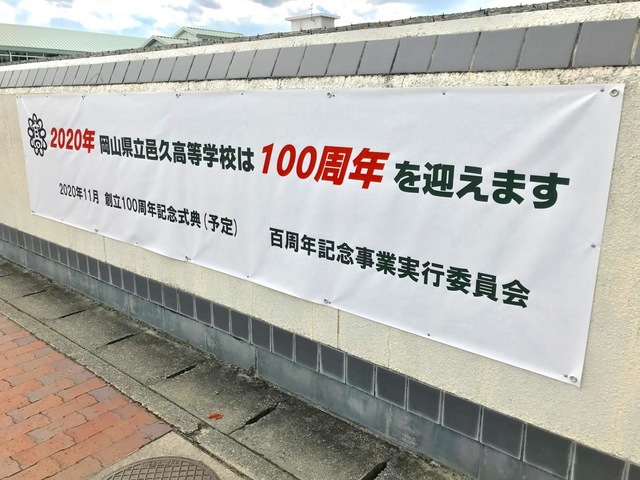 2020年 岡山県立邑久高等学校は 100周年 を迎えます
2020年11月 創立100周年記念式典(予定)
百周年記念事業実行委員会